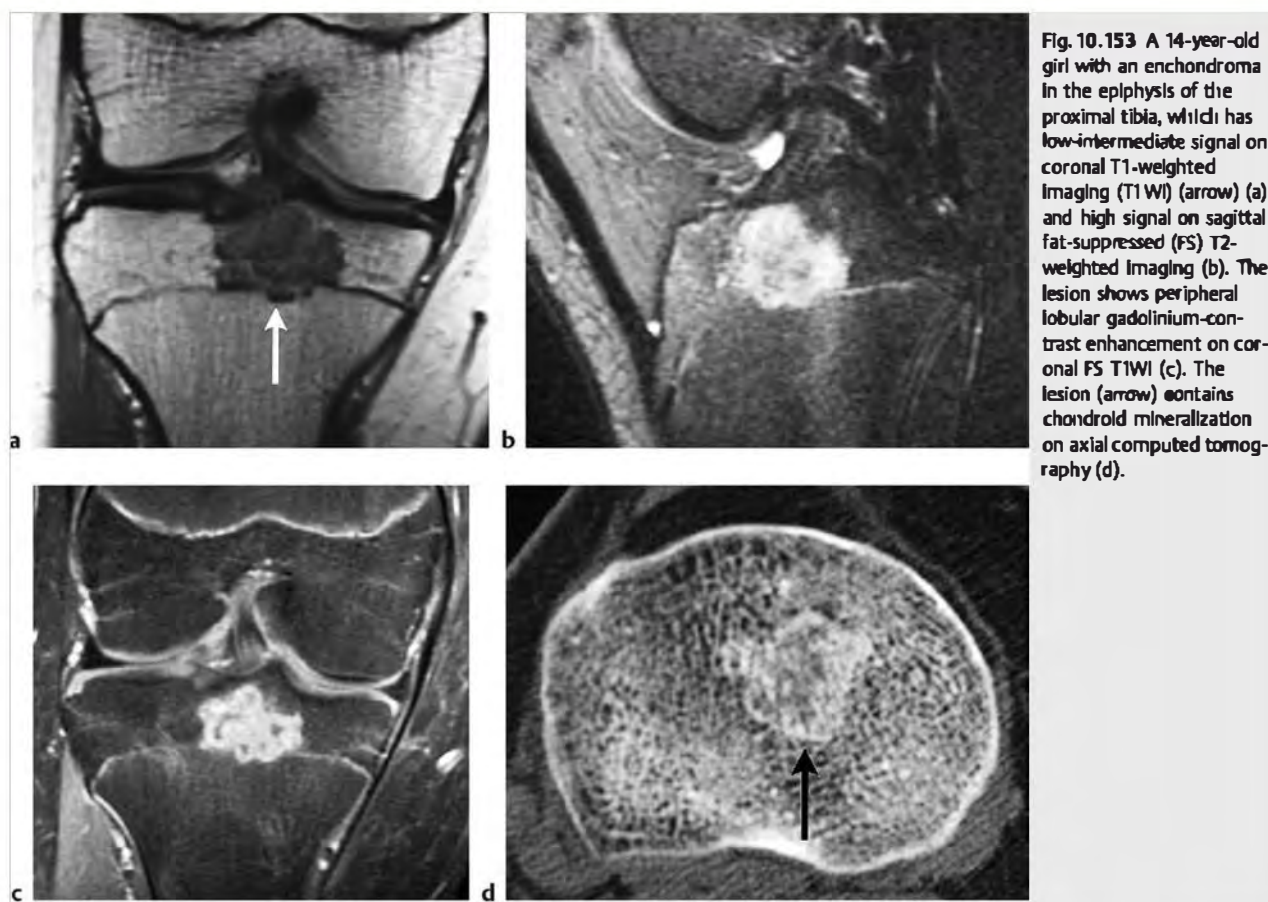 Fig. 10.153 A 14-year-old
girl with an enchondroma
in the epiphysis of the
proximal tibia, which has
low-intermediate signal on
coronal T1-weighted
imaging (T1WI) (arrow) (a)
and high signal on sagittal
fat-suppressed (FS) T2-
weighted imaging (b). The
lesion shows peripheral
lobular gadolinium-con-
trast enhancement on cor-
onal FS T1WI (c). The
lesion (arrow) contains
chondroid mineralization
on axial computed tomog-
raphy (d).
a
b
c
d